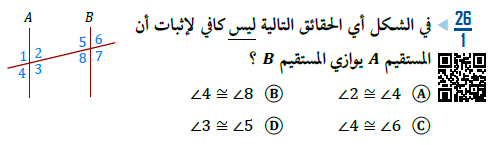 26
1
في الشكل أي الحقائق التالية ليس كافي لإثبات أن
المستقيم A يوازي المستقيم B ؟
A ∠2 ≅ ∠4
B ∠4 ≅ ∠8
C ∠4 ≅ ∠6
D ∠3 ≅ ∠5
A B
1 2 5 6
4 3 8 7